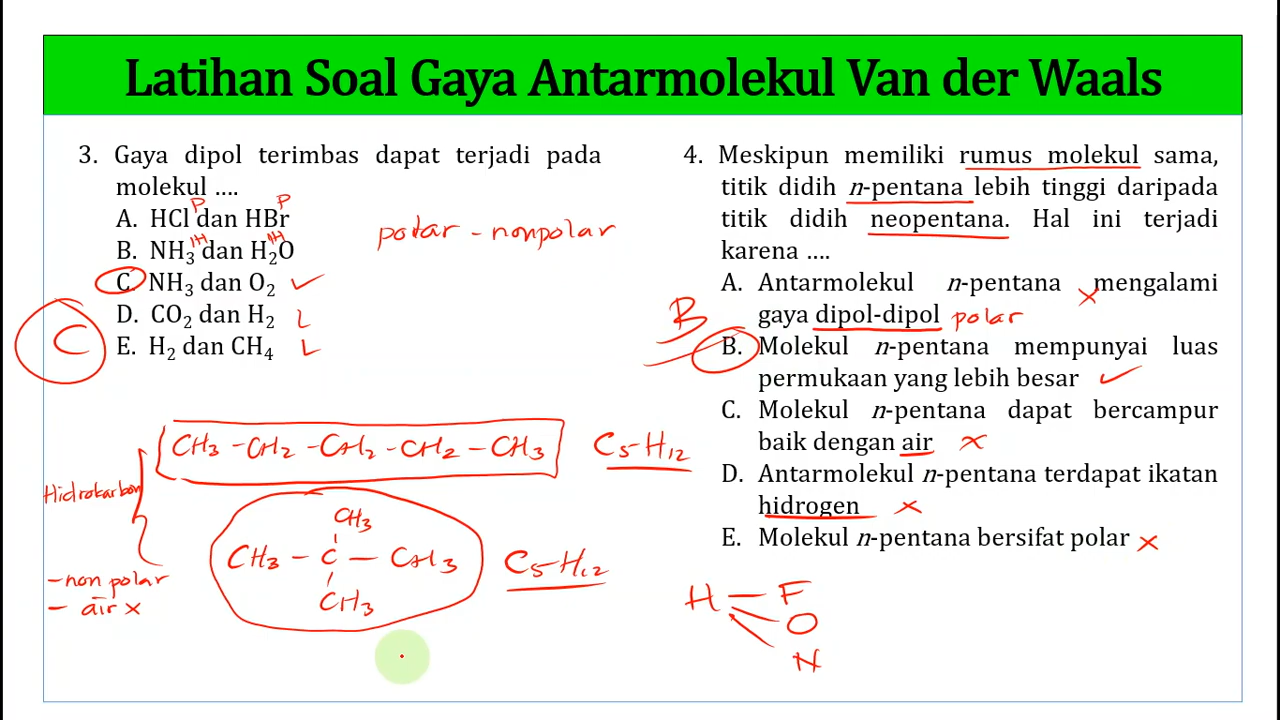 Latihan Soal Gaya Antarmolekul Van der Waals
3. Gaya dipol terimbas dapat terjadi pada
molekul ....
P P
A. HCl dan HBr
polar - nonpolar
IH IH
B. NH₃ dan H₂O
C. NH₃ dan O₂ ✓
D. CO₂ dan H₂ L
E. H₂ dan CH₄ L
C
CH₃ - CH₂ - CH₂ - CH₂ - CH₃ C₅H₁₂
Hidrokarbon
CH₃
CH₃ - C - CH₃ C₅H₁₂
CH₃
- nonpolar
- air x
4. Meskipun memiliki rumus molekul sama,
titik didih n-pentana lebih tinggi daripada
titik didih neopentana. Hal ini terjadi
karena ....
A. Antarmolekul n-pentana mengalami x
gaya dipol-dipol polar
B
B. Molekul n-pentana mempunyai luas
permukaan yang lebih besar ✓
C. Molekul n-pentana dapat bercampur
baik dengan air x
D. Antarmolekul n-pentana terdapat ikatan
hidrogen x
E. Molekul n-pentana bersifat polar x
H - F
O
N